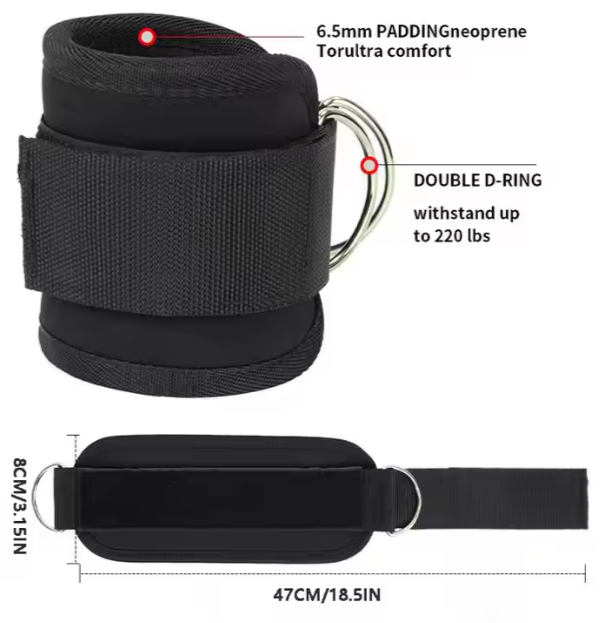 6.5mm PADDINGneoprene
Torultra comfort
DOUBLE D-RING
withstand up
to 220 lbs
8CM/3.15IN
47CM/18.5IN